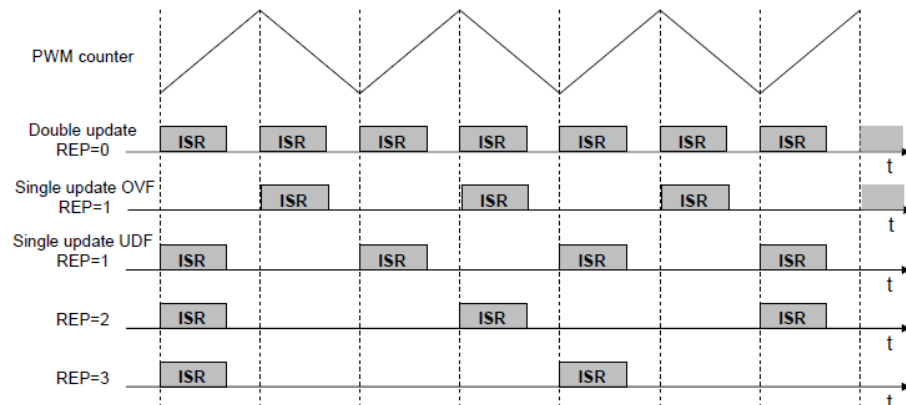 PWM counter
Double update
REP=0
ISR ISR ISR ISR ISR ISR ISR
t
Single update OVF
REP=1
ISR ISR ISR
t
Single update UDF
REP=1
ISR ISR ISR ISR
t
REP=2
ISR ISR ISR
t
REP=3
ISR ISR
t